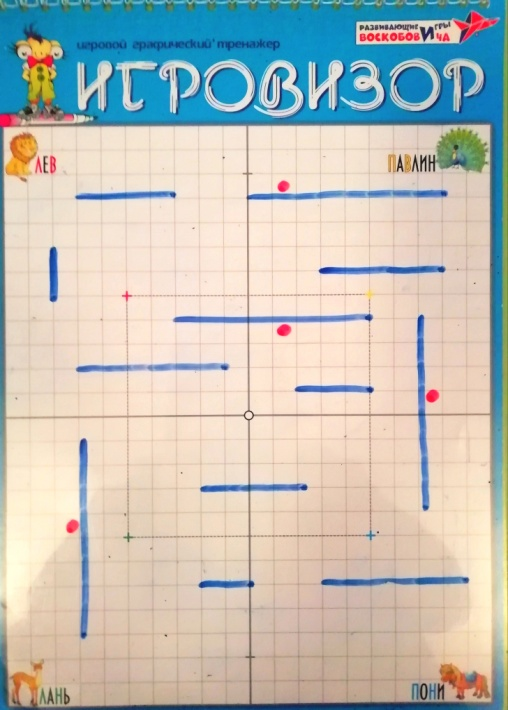 РАЗВИВАЮЩИЕ ИГРЫ
ВОСКОБОВИЧА
игровой графический тренажер
ИГРОВИЗОР
ЛЕВ
ПАВЛИН
ЛАНЬ
ПОНИ